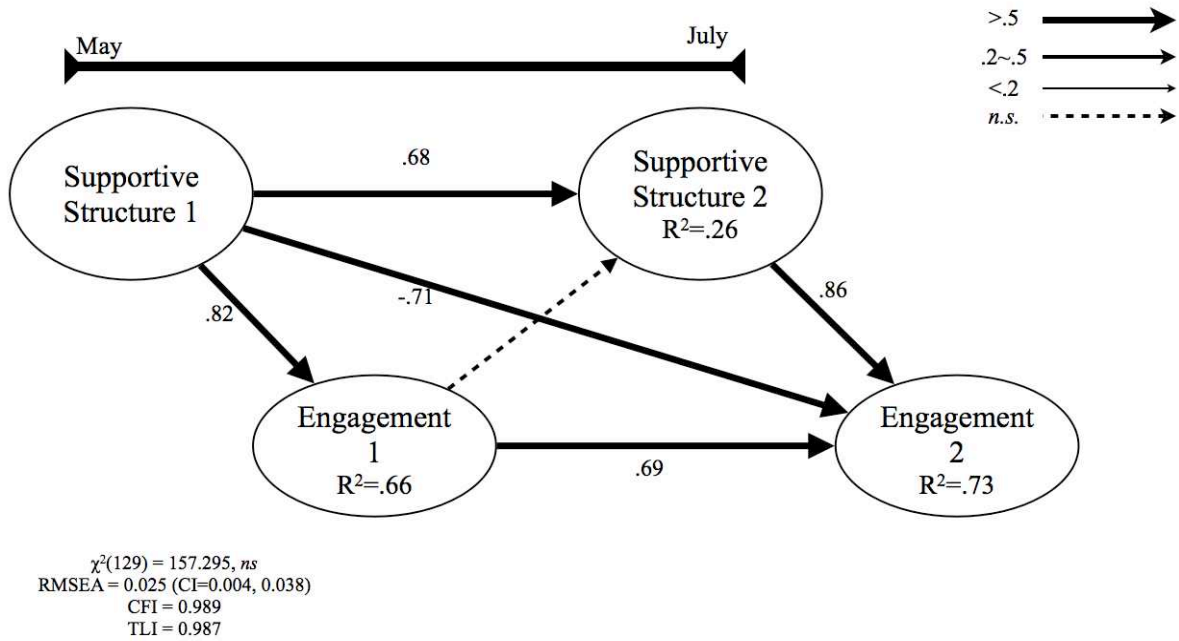 May
July
>.5
.2~.5
<.2
n.s.
Supportive
Structure 1
.68
Supportive
Structure 2
R²=.26
.82
-.71
.86
Engagement
1
R²=.66
.69
Engagement
2
R²=.73
χ²(129) = 157.295, ns
RMSEA = 0.025 (CI=0.004, 0.038)
CFI = 0.989
TLI = 0.987